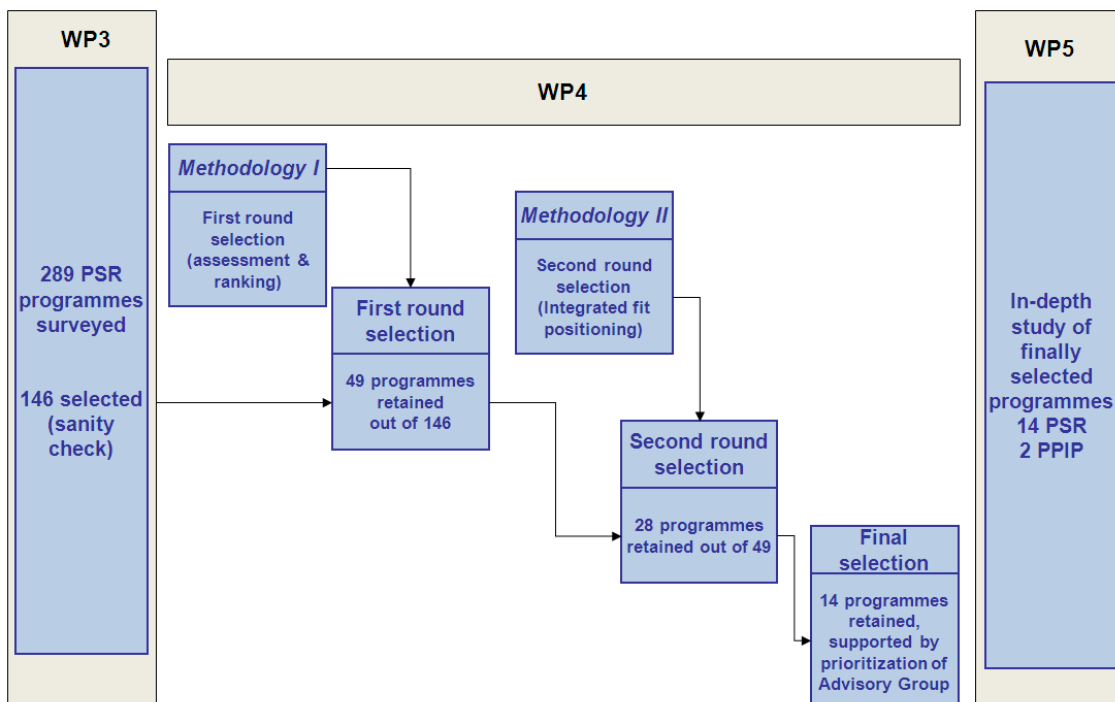 WP3
289 PSR
programmes
surveyed
146 selected
(sanity
check)
WP4
Methodology I
First round
selection
(assessment &
ranking)
First round
selection
49 programmes
retained
out of 146
Methodology II
Second round
selection
(Integrated fit
positioning)
Second round
selection
28 programmes
retained out of 49
Final
selection
14 programmes
retained,
supported by
prioritization of
Advisory Group
WP5
In-depth
study of
finally
selected
programmes
14 PSR
2 PPIP